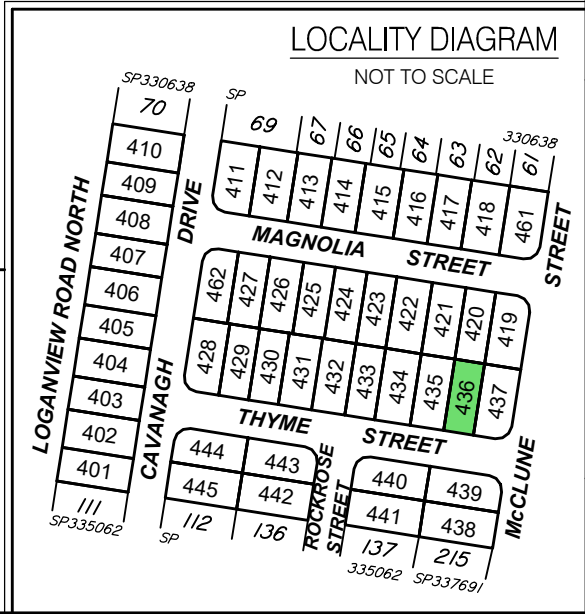 LOCALITY DIAGRAM
NOT TO SCALE
SP330638
70
410
409
408
407
406
405
404
403
402
401
111
SP335062
LOGANVIEW ROAD NORTH
CAVANAGH DRIVE
SP
69 67 66 65 64 63 62 61
330638
411 412 413 414 415 416 417 418 461
MAGNOLIA STREET
462 427 426 425 424 423 422 421 420 419
428 429 430 431 432 433 434 435 436 437
THYME STREET
McCLUNE STREET
444 443
445 442
112 136
SP
ROCKROSE
STREET
440 439
441 438
137 215
335062 SP337691